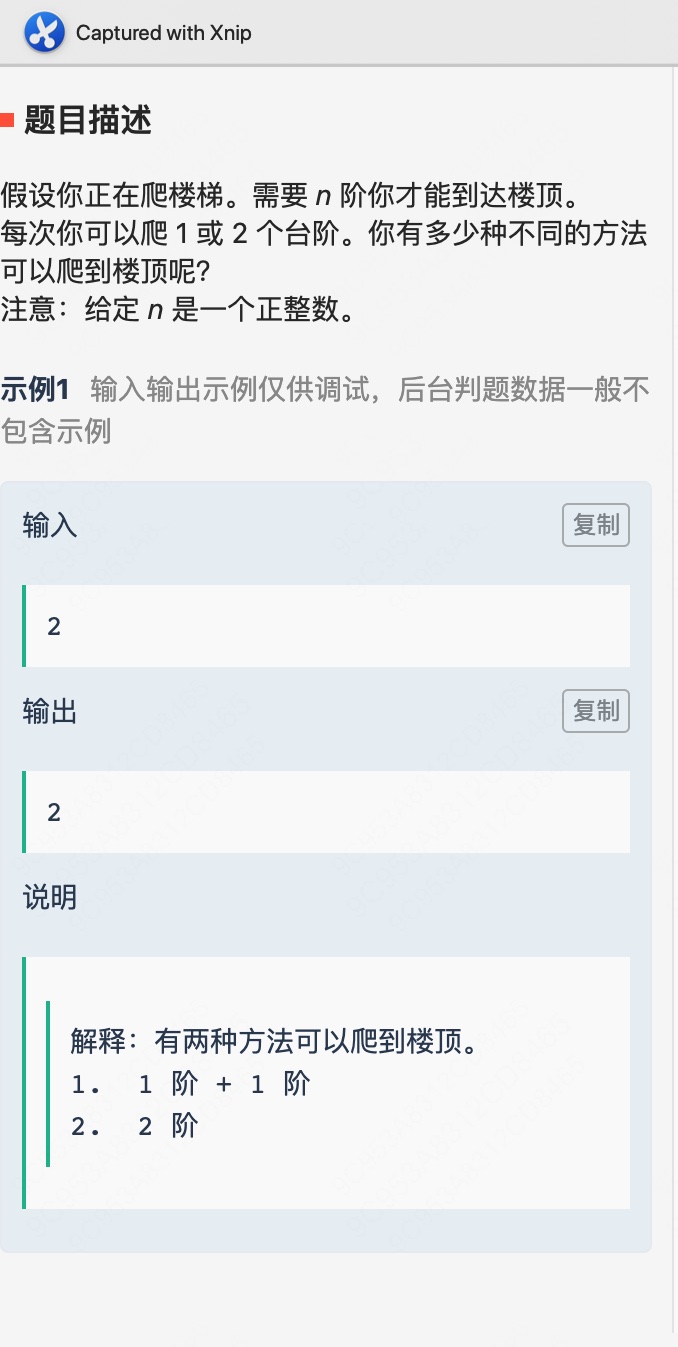 Captured with Xnip
题目描述
假设你正在爬楼梯。需要 n 阶你才能到达楼顶。
每次你可以爬 1 或 2 个台阶。你有多少种不同的方法
可以爬到楼顶呢?
注意：给定 n 是一个正整数。
示例1 输入输出示例仅供调试，后台判题数据一般不
包含示例
输入 复制
2
输出 复制
2
说明
解释：有两种方法可以爬到楼顶。
1. 1 阶 + 1 阶
2. 2 阶